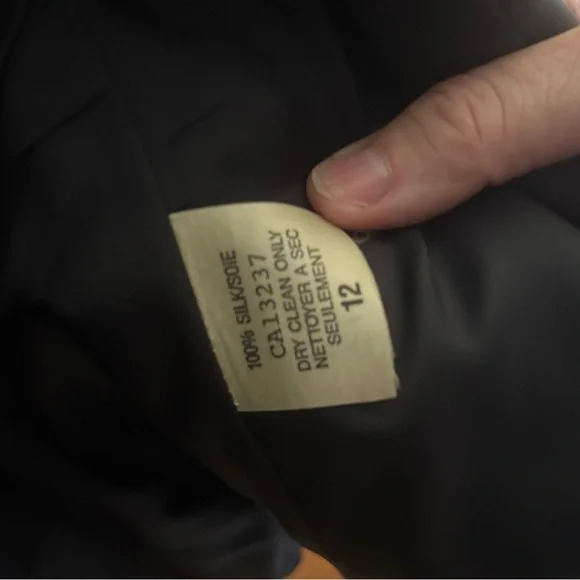 100% SILK/SOIE
CA13237
DRY CLEAN ONLY
NETTOYER A SEC
SEULEMENT
12